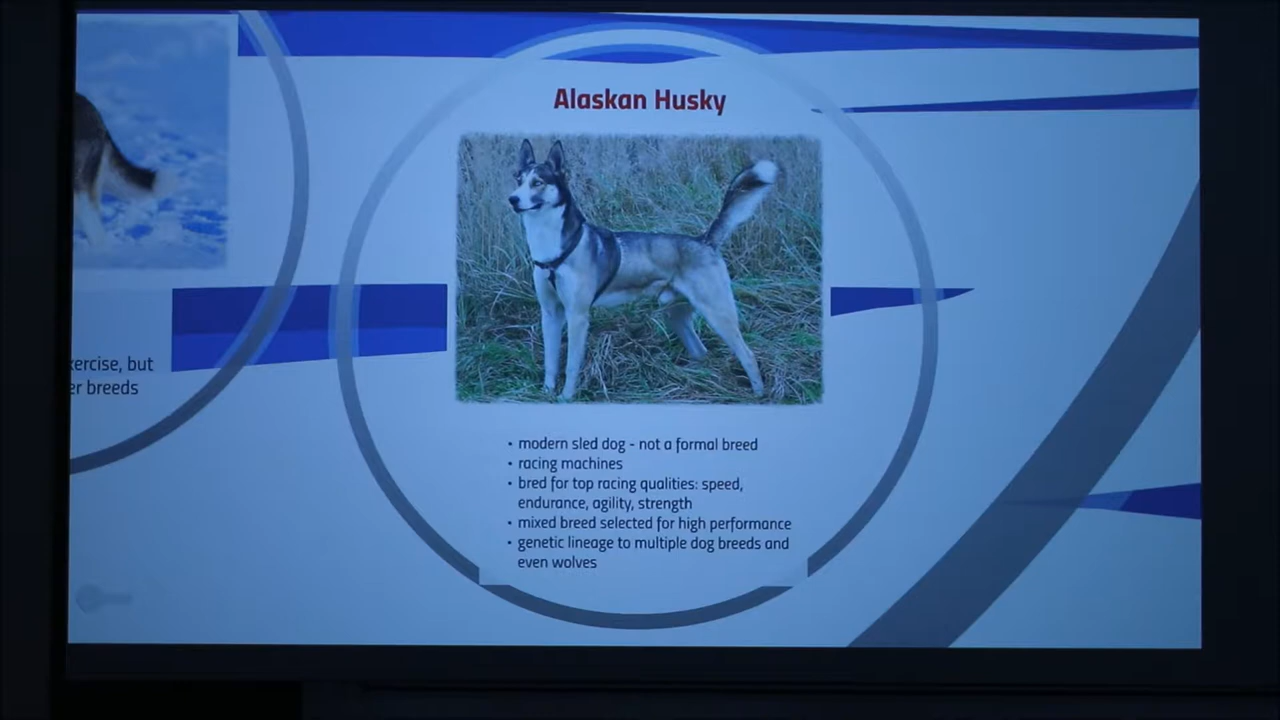 Alaskan Husky
xercise, but
er breeds
• modern sled dog - not a formal breed
• racing machines
• bred for top racing qualities: speed,
endurance, agility, strength
• mixed breed selected for high performance
• genetic lineage to multiple dog breeds and
even wolves